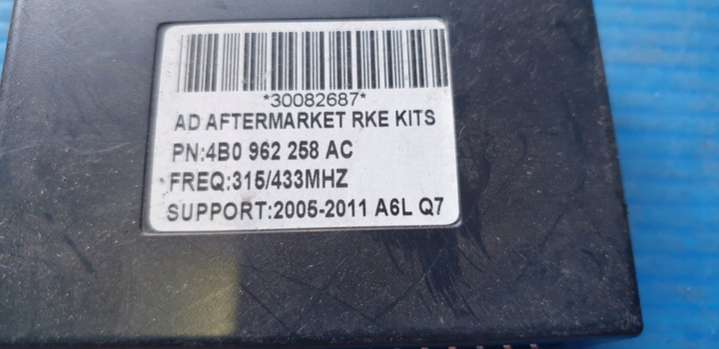 *30082687*
AD AFTERMARKET RKE KITS
PN:4B0 962 258 AC
FREQ:315/433MHZ
SUPPORT:2005-2011 A6L Q7